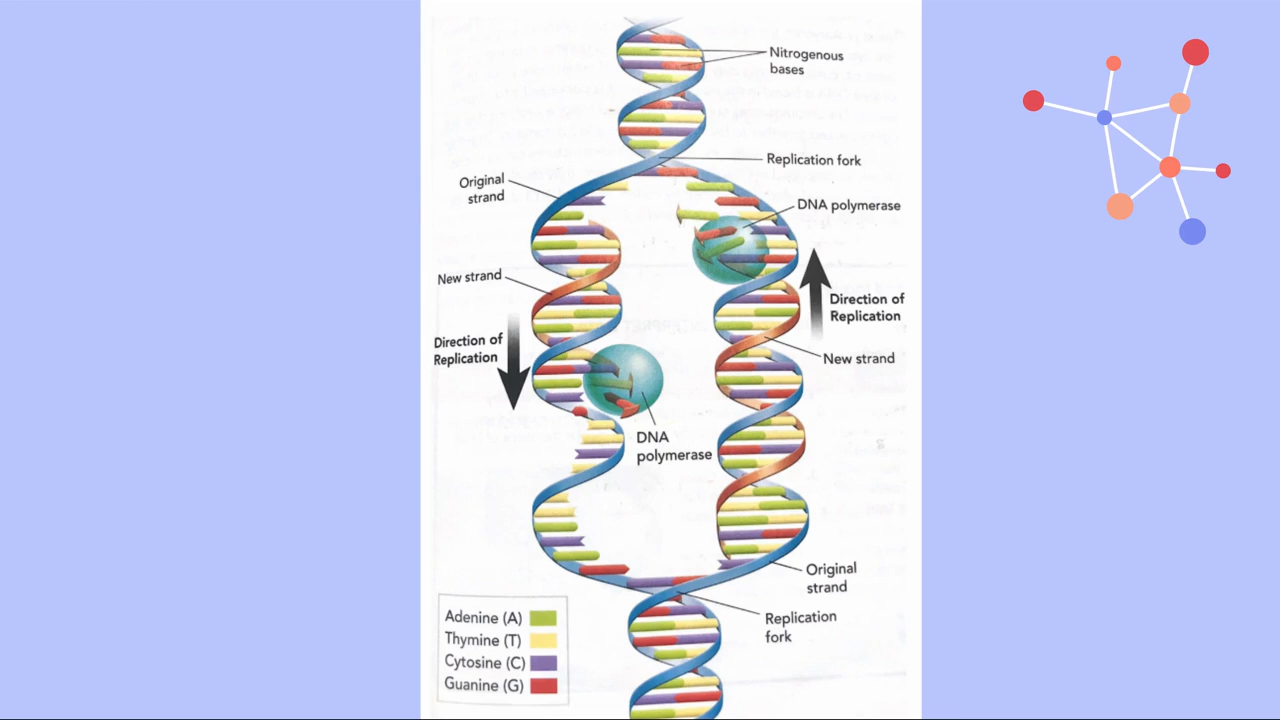 Nitrogenous
bases
Replication fork
Original
strand
DNA polymerase
New strand
Direction of
Replication
Direction of
Replication
New strand
DNA
polymerase
Original
strand
Replication
fork
Adenine (A)
Thymine (T)
Cytosine (C)
Guanine (G)